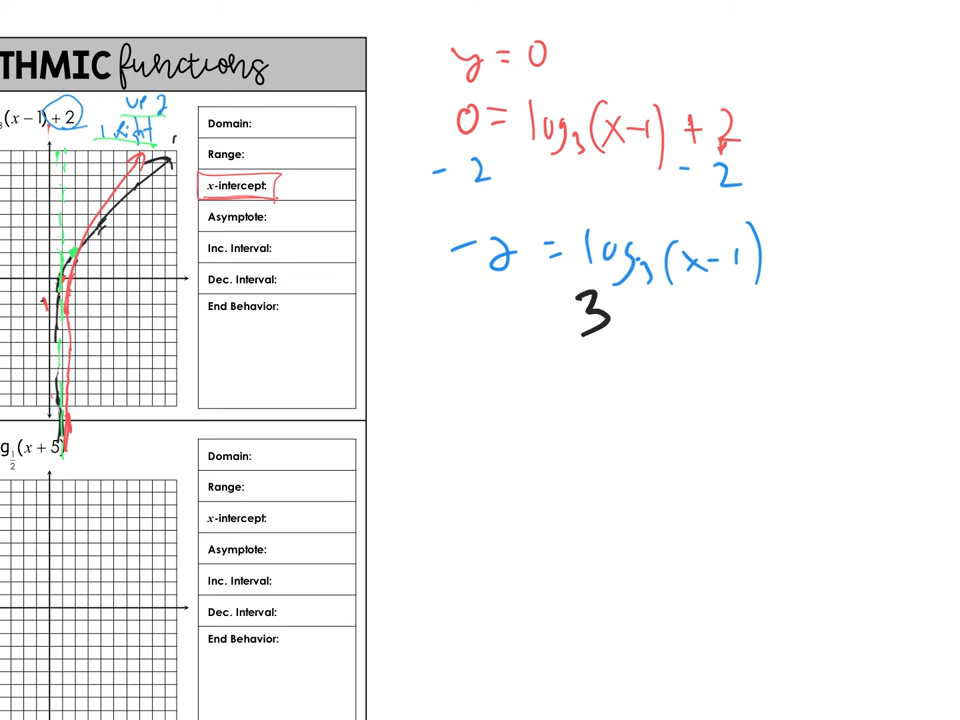 THMIC functions
₃(x – 1) + 2
up 2
1 Right
Domain:
Range:
x-intercept:
Asymptote:
Inc. Interval:
Dec. Interval:
End Behavior:
g½(x + 5)
Domain:
Range:
x-intercept:
Asymptote:
Inc. Interval:
Dec. Interval:
End Behavior:
y = 0
0 = log₃(x-1) + 2
- 2 - 2
-2 = log₃(x-1)
3